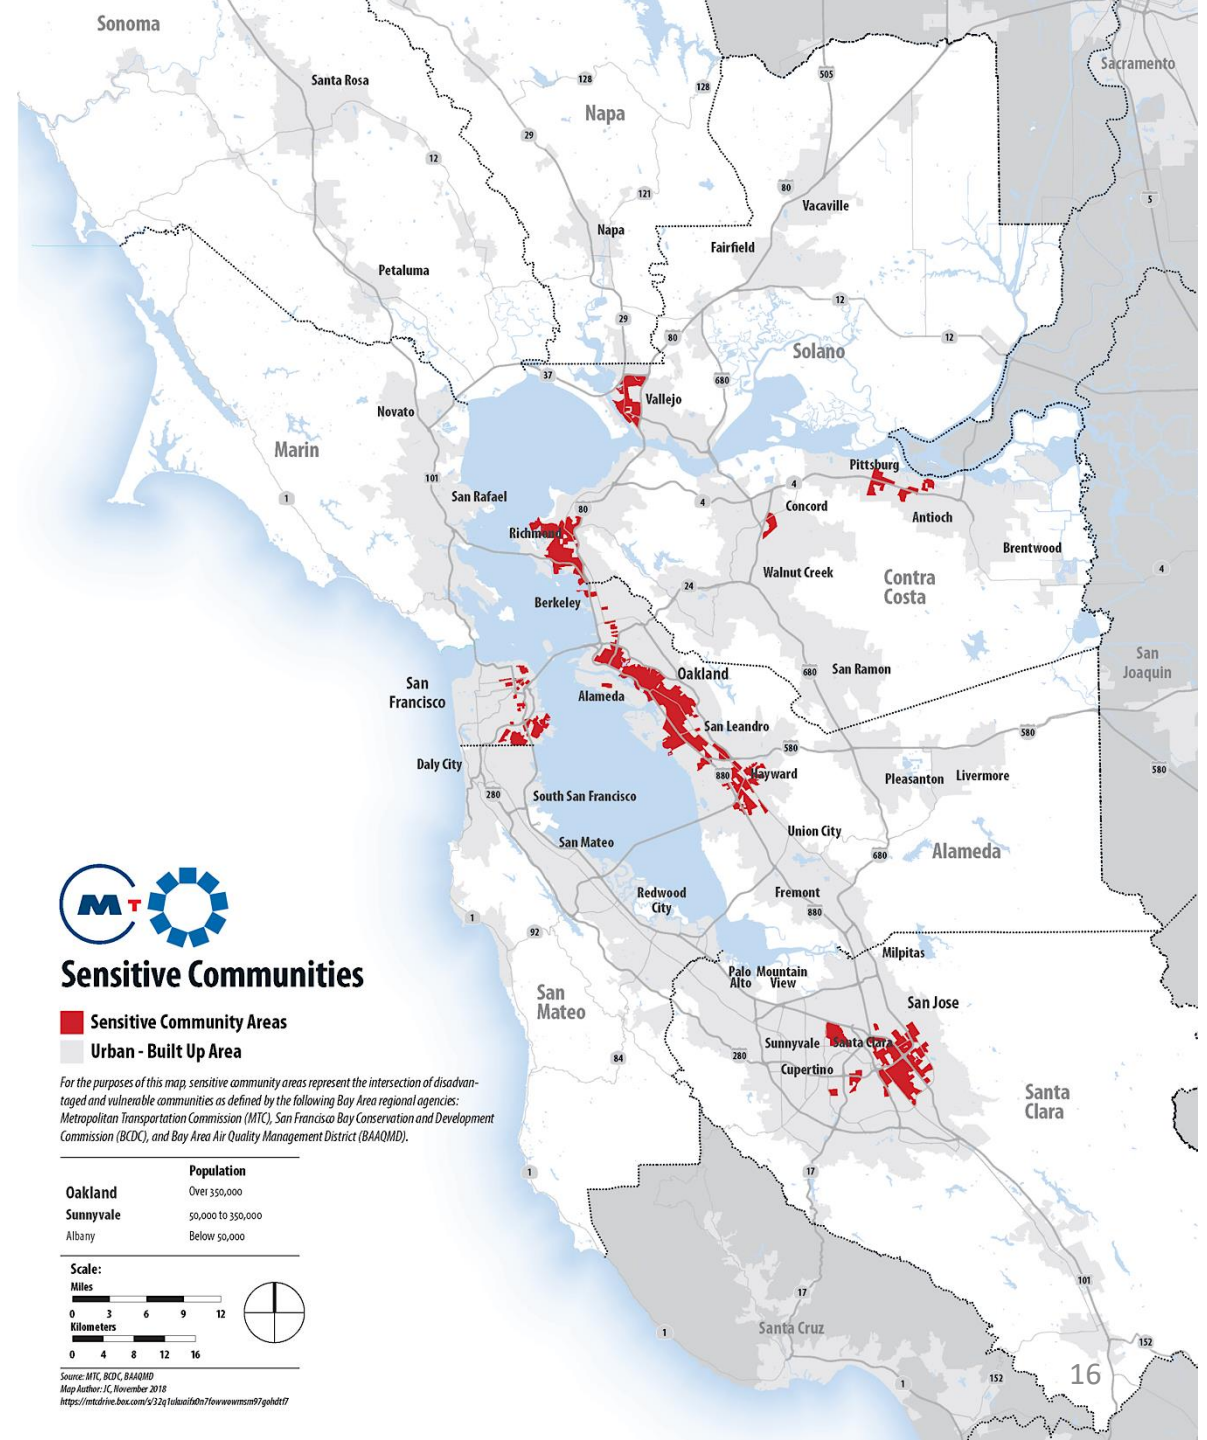 Sonoma
Sacramento
Santa Rosa
128
505
128
Napa
29
12
80
121
5
Vacaville
Napa
Fairfield
Petaluma
12
29
80
12
Solano
37
680
Vallejo
Novato
Marin
Pittsburg
101
4
1
San Rafael
80
4
Concord
Antioch
Richmond
Brentwood
Walnut Creek
4
24
Contra
Costa
Berkeley
San
Joaquin
San
Francisco
Oakland
680
San Ramon
Alameda
San Leandro
580
580
Daly City
880
Hayward
580
Pleasanton
Livermore
280
South San Francisco
Union City
San Mateo
680
Alameda
Redwood
City
Fremont
880
1
92
Milpitas
Palo
Alto
Mountain
View
San
Mateo
San Jose
Sunnyvale
Santa Clara
280
84
Cupertino
Santa
Clara
1
17
101
17
Santa Cruz
1
152
152
1
16
M T
Sensitive Communities
Sensitive Community Areas
Urban - Built Up Area
For the purposes of this map, sensitive community areas represent the intersection of disadvan-
taged and vulnerable communities as defined by the following Bay Area regional agencies:
Metropolitan Transportation Commission (MTC), San Francisco Bay Conservation and Development
Commission (BCDC), and Bay Area Air Quality Management District (BAAQMD).
Population
Oakland Over 350,000
Sunnyvale 50,000 to 350,000
Albany Below 50,000
Scale:
Miles
0 3 6 9 12
Kilometers
0 4 8 12 16
Source: MTC, BCDC, BAAQMD
Map Author: JC, November 2018